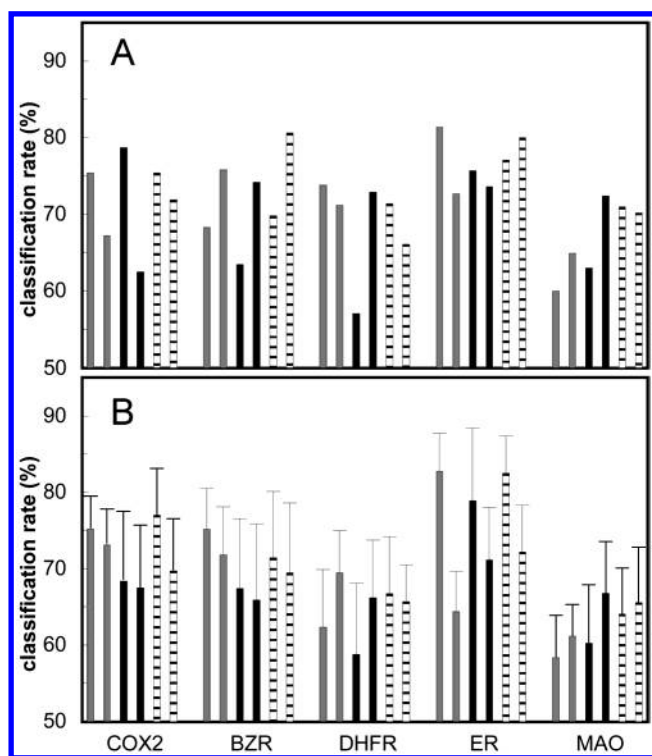 A
classification rate (%)
90
80
70
60
50
B
classification rate (%)
90
80
70
60
50
COX2 BZR DHFR ER MAO